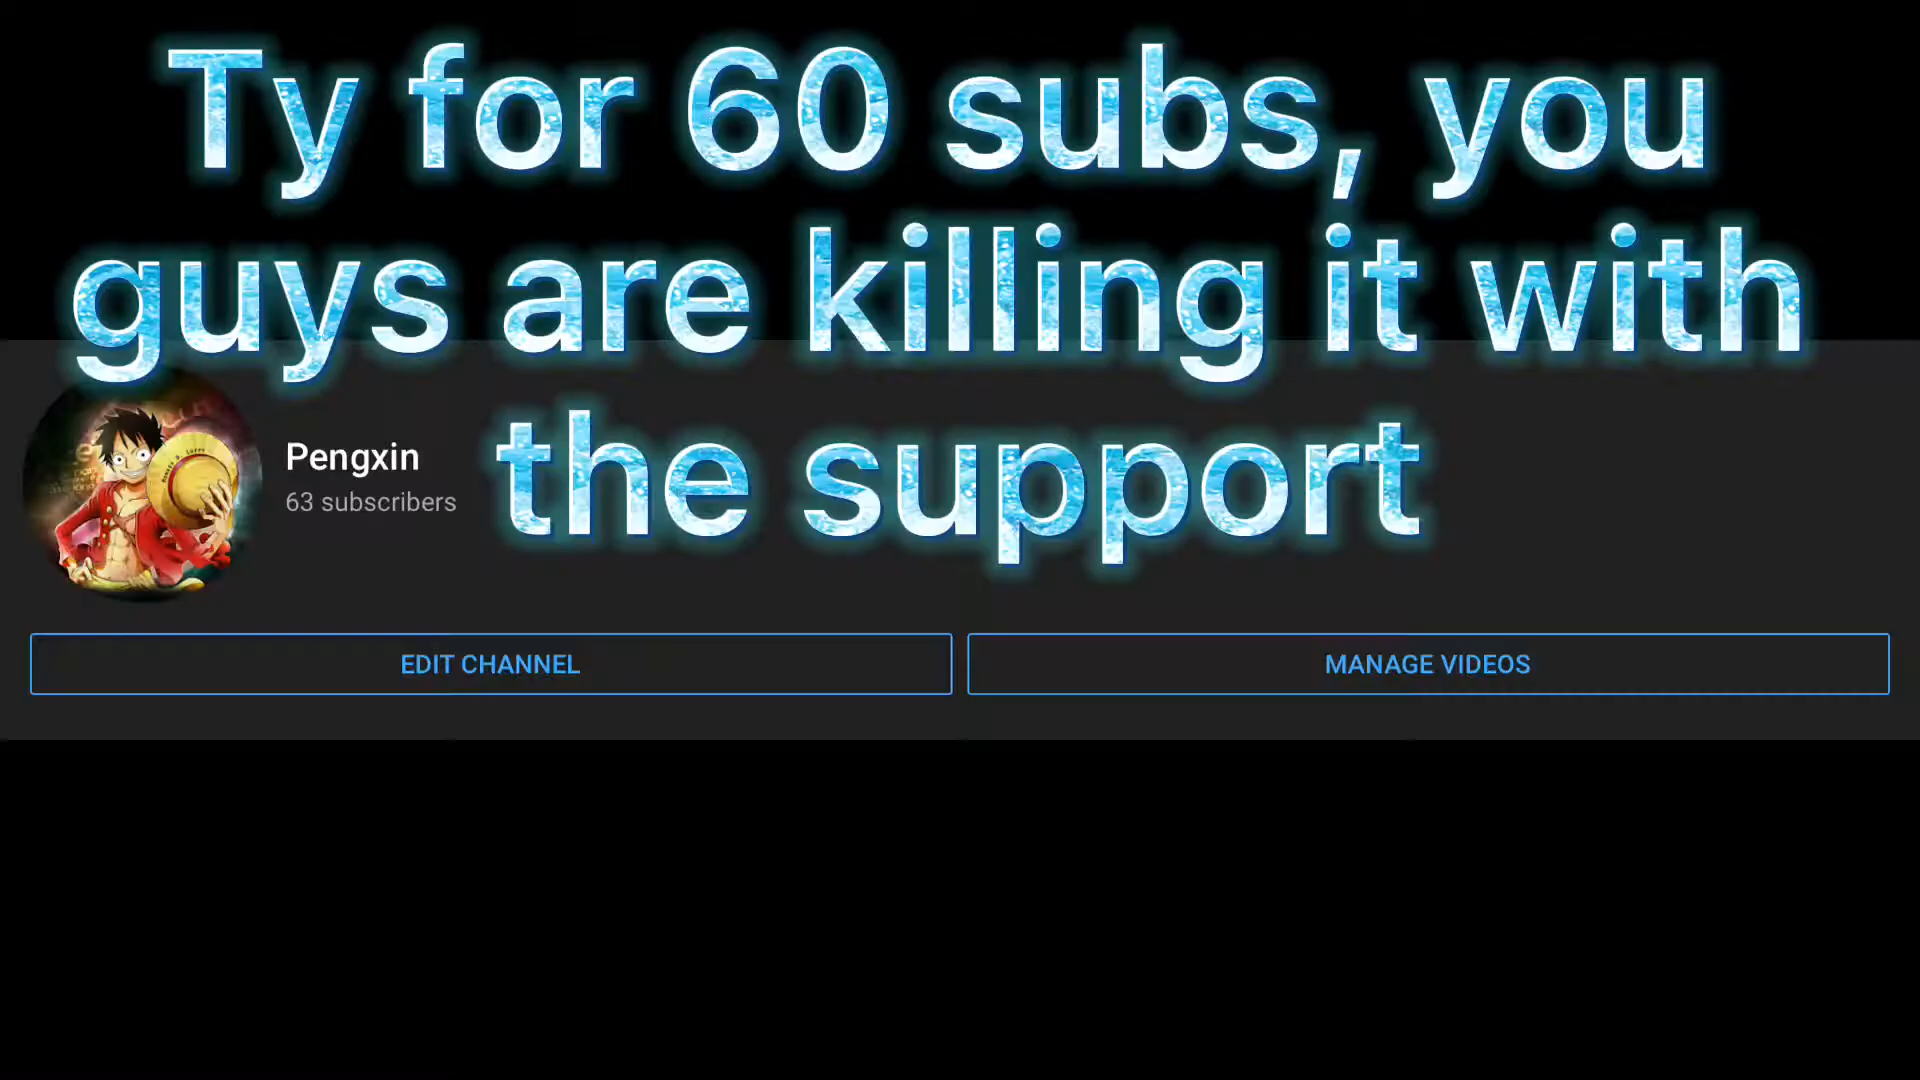 Ty for 60 subs, you
guys are killing it with
the support
Pengxin
63 subscribers
EDIT CHANNEL
MANAGE VIDEOS